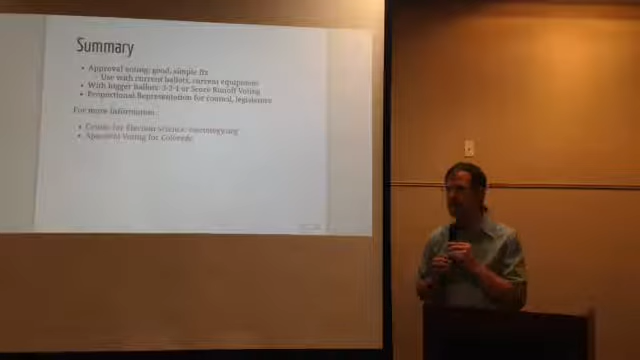 Summary
• Approval voting: good, simple fix
Use with current ballots, current equipment
• With bigger Ballots: 3-2-1 or Score Runoff Voting
• Proportional Representation for council, legislature
For more information:
• Center for Election Science: electology.org
• Approval Voting for Colorado